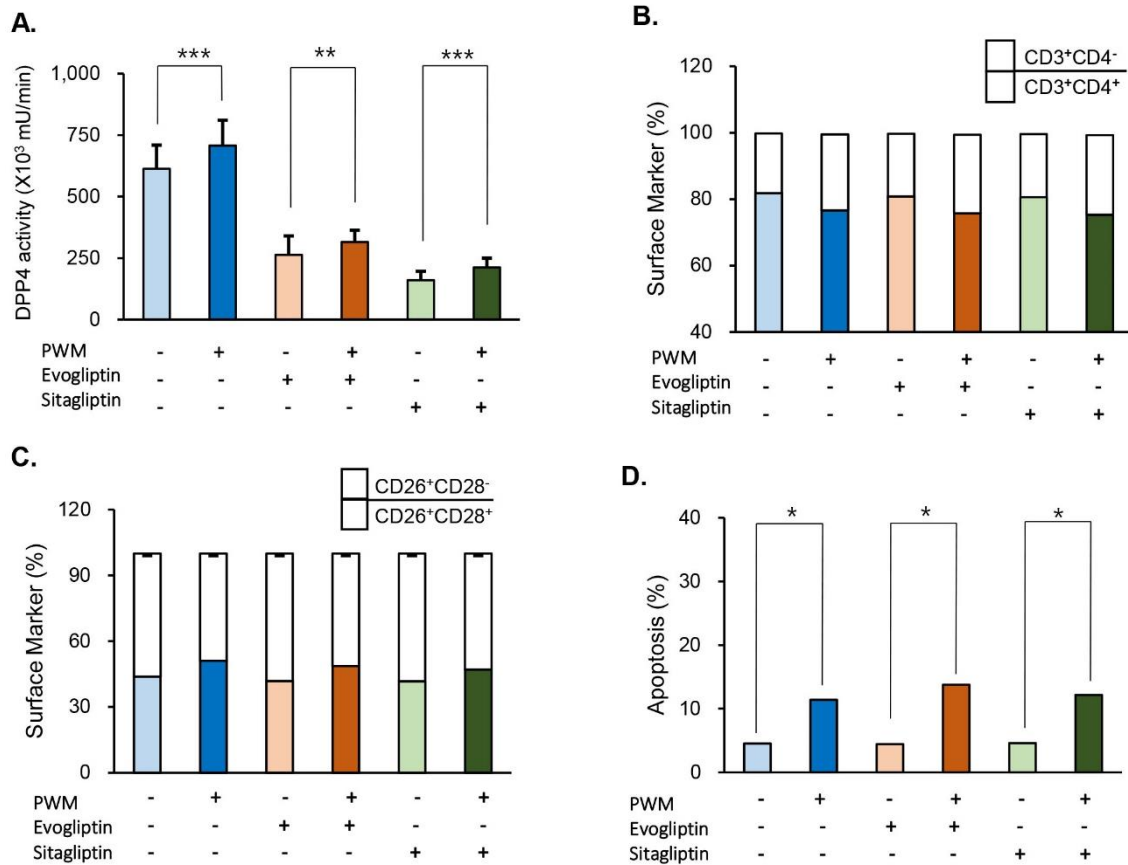 A.
*** ** ***
1,000
750
500
250
0
DPP4 activity (X10³ mU/min)
PWM - + - + - +
Evogliptin - - + + - -
Sitagliptin - - - - + +
B.
CD3⁺CD4⁻
CD3⁺CD4⁺
120
100
80
60
40
Surface Marker (%)
PWM - + - + - +
Evogliptin - - + + - -
Sitagliptin - - - - + +
C.
CD26⁺CD28⁻
CD26⁺CD28⁺
120
90
60
30
0
Surface Marker (%)
PWM - + - + - +
Evogliptin - - + + - -
Sitagliptin - - - - + +
D.
* * *
40
30
20
10
0
Apoptosis (%)
PWM - + - + - +
Evogliptin - - + + - -
Sitagliptin - - - - + +